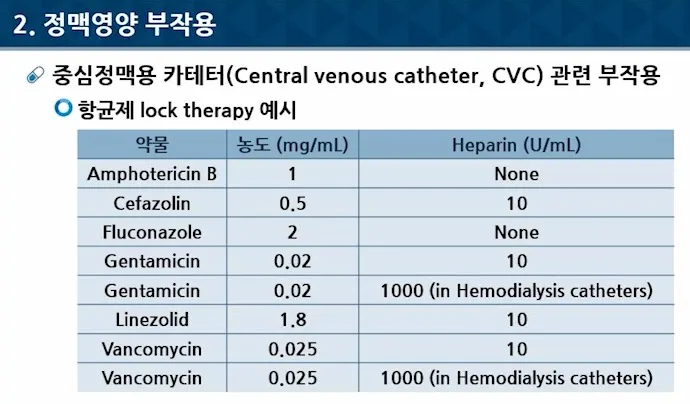 2. 정맥영양 부작용
중심정맥용 카테터(Central venous catheter, CVC) 관련 부작용
항균제 lock therapy 예시
약물 농도 (mg/mL) Heparin (U/mL)
Amphotericin B 1 None
Cefazolin 0.5 10
Fluconazole 2 None
Gentamicin 0.02 10
Gentamicin 0.02 1000 (in Hemodialysis catheters)
Linezolid 1.8 10
Vancomycin 0.025 10
Vancomycin 0.025 1000 (in Hemodialysis catheters)